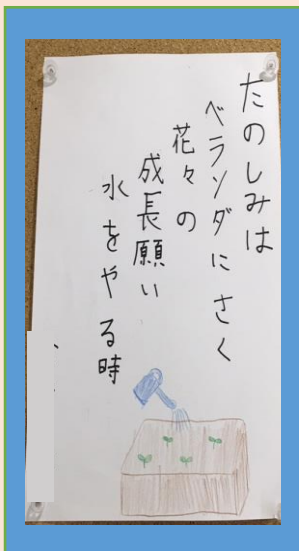 たのしみは
ベランダにさく
花々の
成長願い
水をやる時